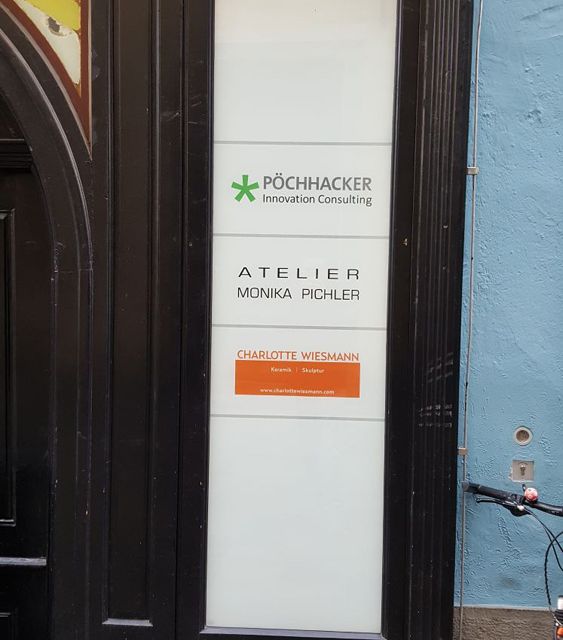 PÖCHHACKER
Innovation Consulting
ATELIER
MONIKA PICHLER
CHARLOTTE WIESMANN
Keramik | Skulptur
www.charlottewiesmann.com